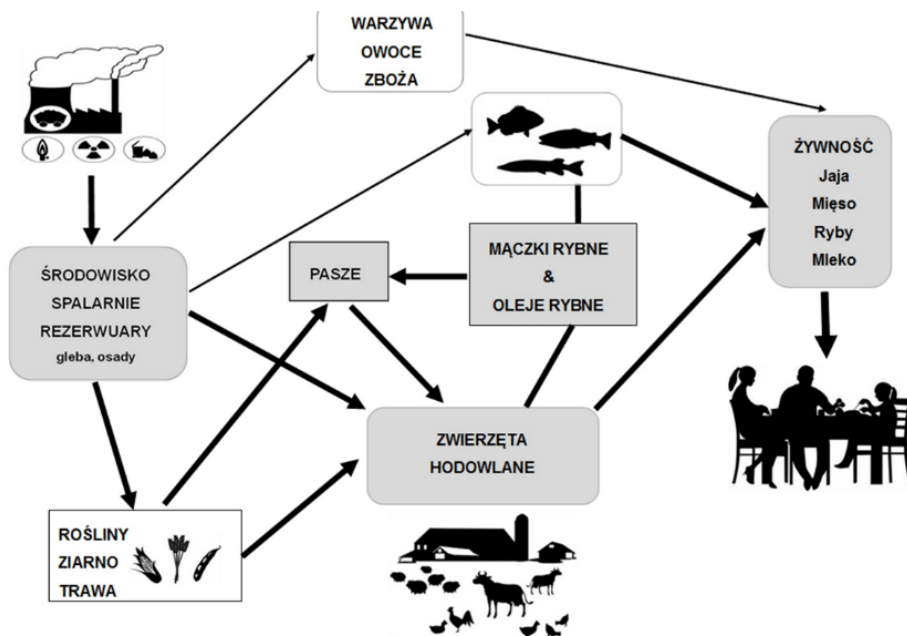 WARZYWA
OWOCE
ZBOŻA
ŻYWNOŚĆ
Jaja
Mięso
Ryby
Mleko
ŚRODOWISKO
SPALARNIE
REZERWUARY
gleba, osady
PASZE
MĄCZKI RYBNE
&
OLEJE RYBNE
ZWIERZĘTA
HODOWLANE
ROŚLINY
ZIARNO
TRAWA